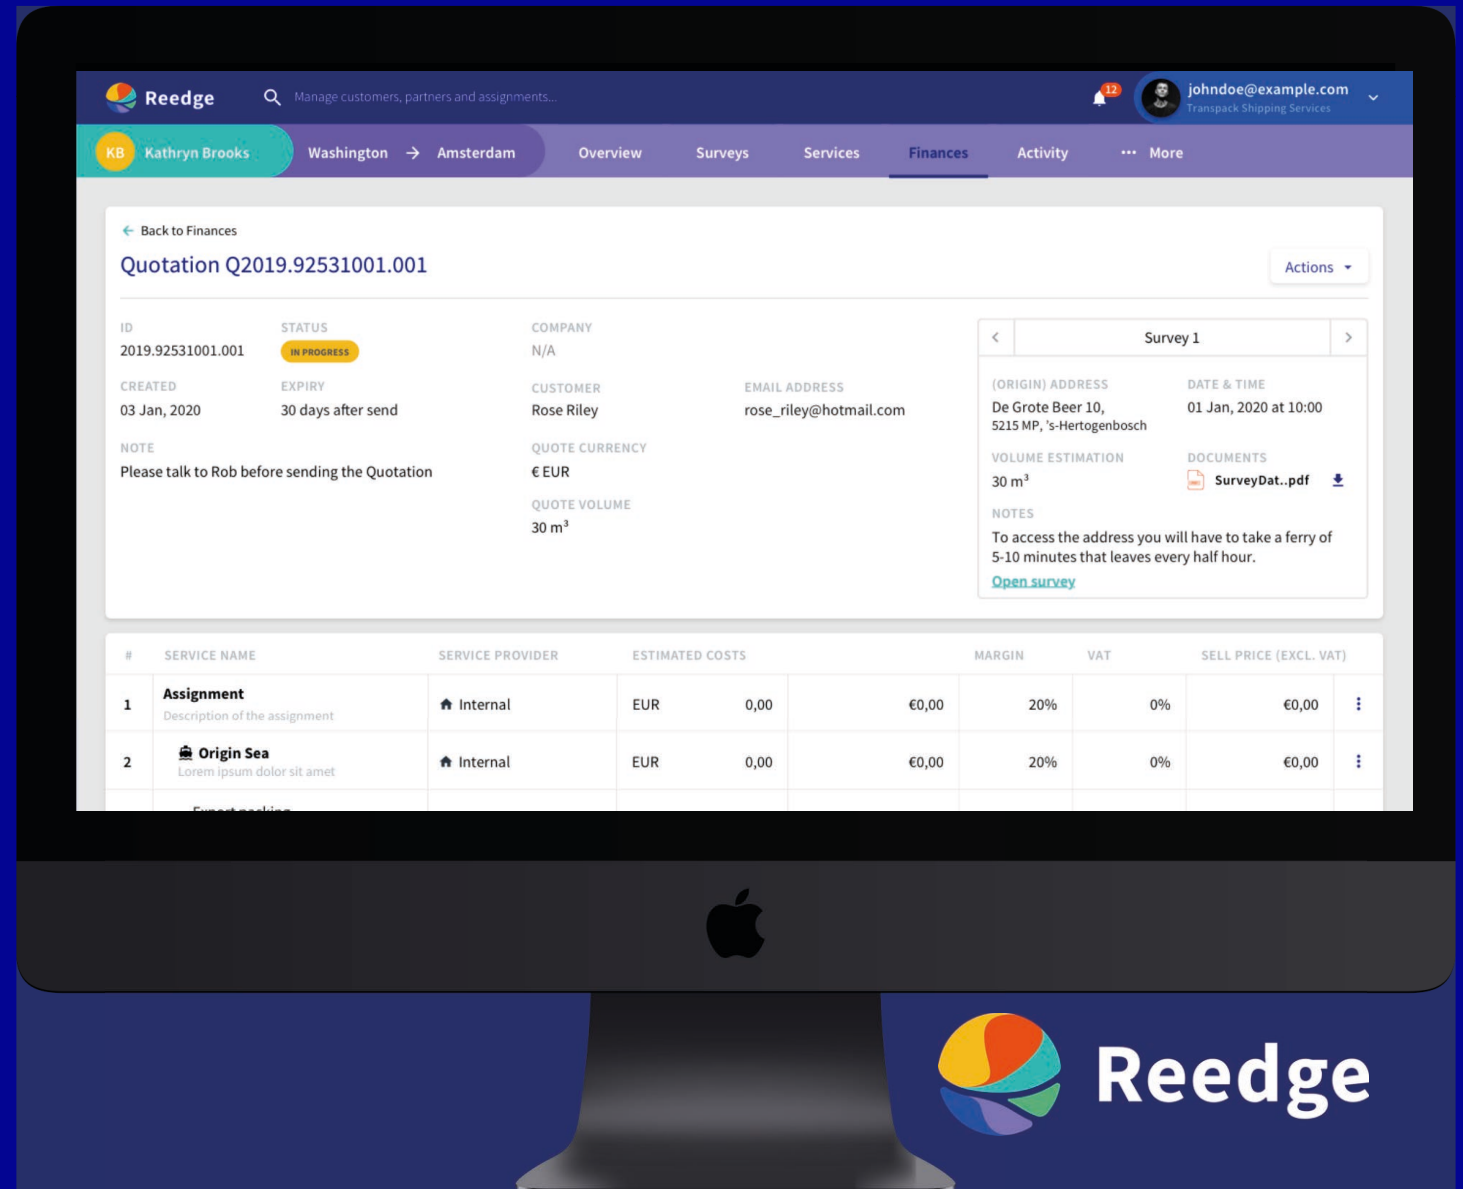 Reedge
Manage customers, partners and assignments...
12
johndoe@example.com
Transpack Shipping Services
KB Kathryn Brooks
Washington → Amsterdam
Overview Surveys Services Finances Activity ••• More
← Back to Finances
Quotation Q2019.92531001.001
Actions
ID STATUS
2019.92531001.001 IN PROGRESS
CREATED EXPIRY
03 Jan, 2020 30 days after send
NOTE
Please talk to Rob before sending the Quotation
COMPANY
N/A
CUSTOMER EMAIL ADDRESS
Rose Riley rose_riley@hotmail.com
QUOTE CURRENCY
€ EUR
QUOTE VOLUME
30 m³
< Survey 1 >
(ORIGIN) ADDRESS DATE & TIME
De Grote Beer 10, 01 Jan, 2020 at 10:00
5215 MP, 's-Hertogenbosch
VOLUME ESTIMATION DOCUMENTS
30 m³ SurveyDat..pdf
NOTES
To access the address you will have to take a ferry of
5-10 minutes that leaves every half hour.
Open survey
# SERVICE NAME SERVICE PROVIDER ESTIMATED COSTS MARGIN VAT SELL PRICE (EXCL. VAT)
1 Assignment Internal EUR 0,00 €0,00 20% 0% €0,00
Description of the assignment
2 Origin Sea Internal EUR 0,00 €0,00 20% 0% €0,00
Lorem ipsum dolor sit amet
Export packing
Reedge